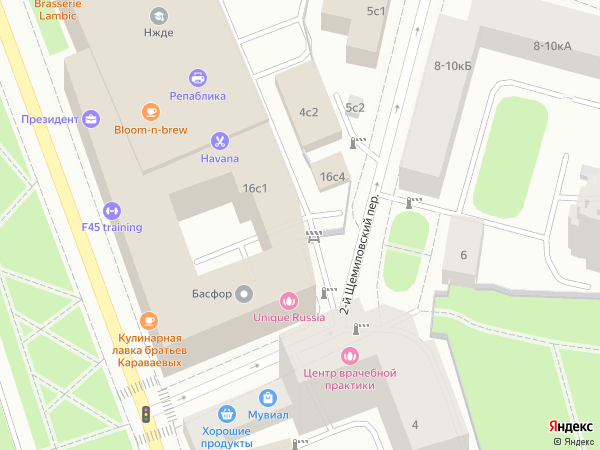 Brasserie
Lambic
Нжде
5с1
8-10кА
8-10кБ
Репаблика
5с2
4с2
Президент
Bloom-n-brew
Havana
16с4
16с1
2-й Щемиловский пер.
F45 training
6
Басфор
Unique Russia
Кулинарная
лавка братьев
Караваевых
Центр врачебной
практики
Мувиал
4
Хорошие
продукты
Яндекс
© Яндекс